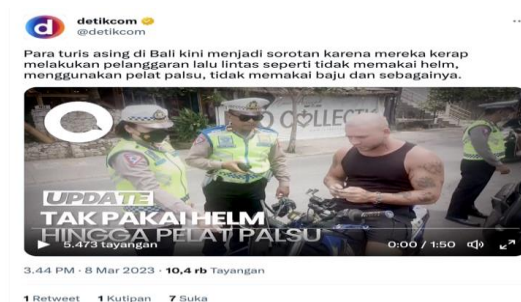 detikcom
@detikcom
Para turis asing di Bali kini menjadi sorotan karena mereka kerap
melakukan pelanggaran lalu lintas seperti tidak memakai helm,
menggunakan pelat palsu, tidak memakai baju dan sebagainya.
COLLECTI
UPDATE
TAK PAKAI HELM
HINGGA PELAT PALSU
5.473 tayangan
0:00 / 1:50
3.44 PM · 8 Mar 2023 · 10,4 rb Tayangan
1 Retweet 1 Kutipan 7 Suka